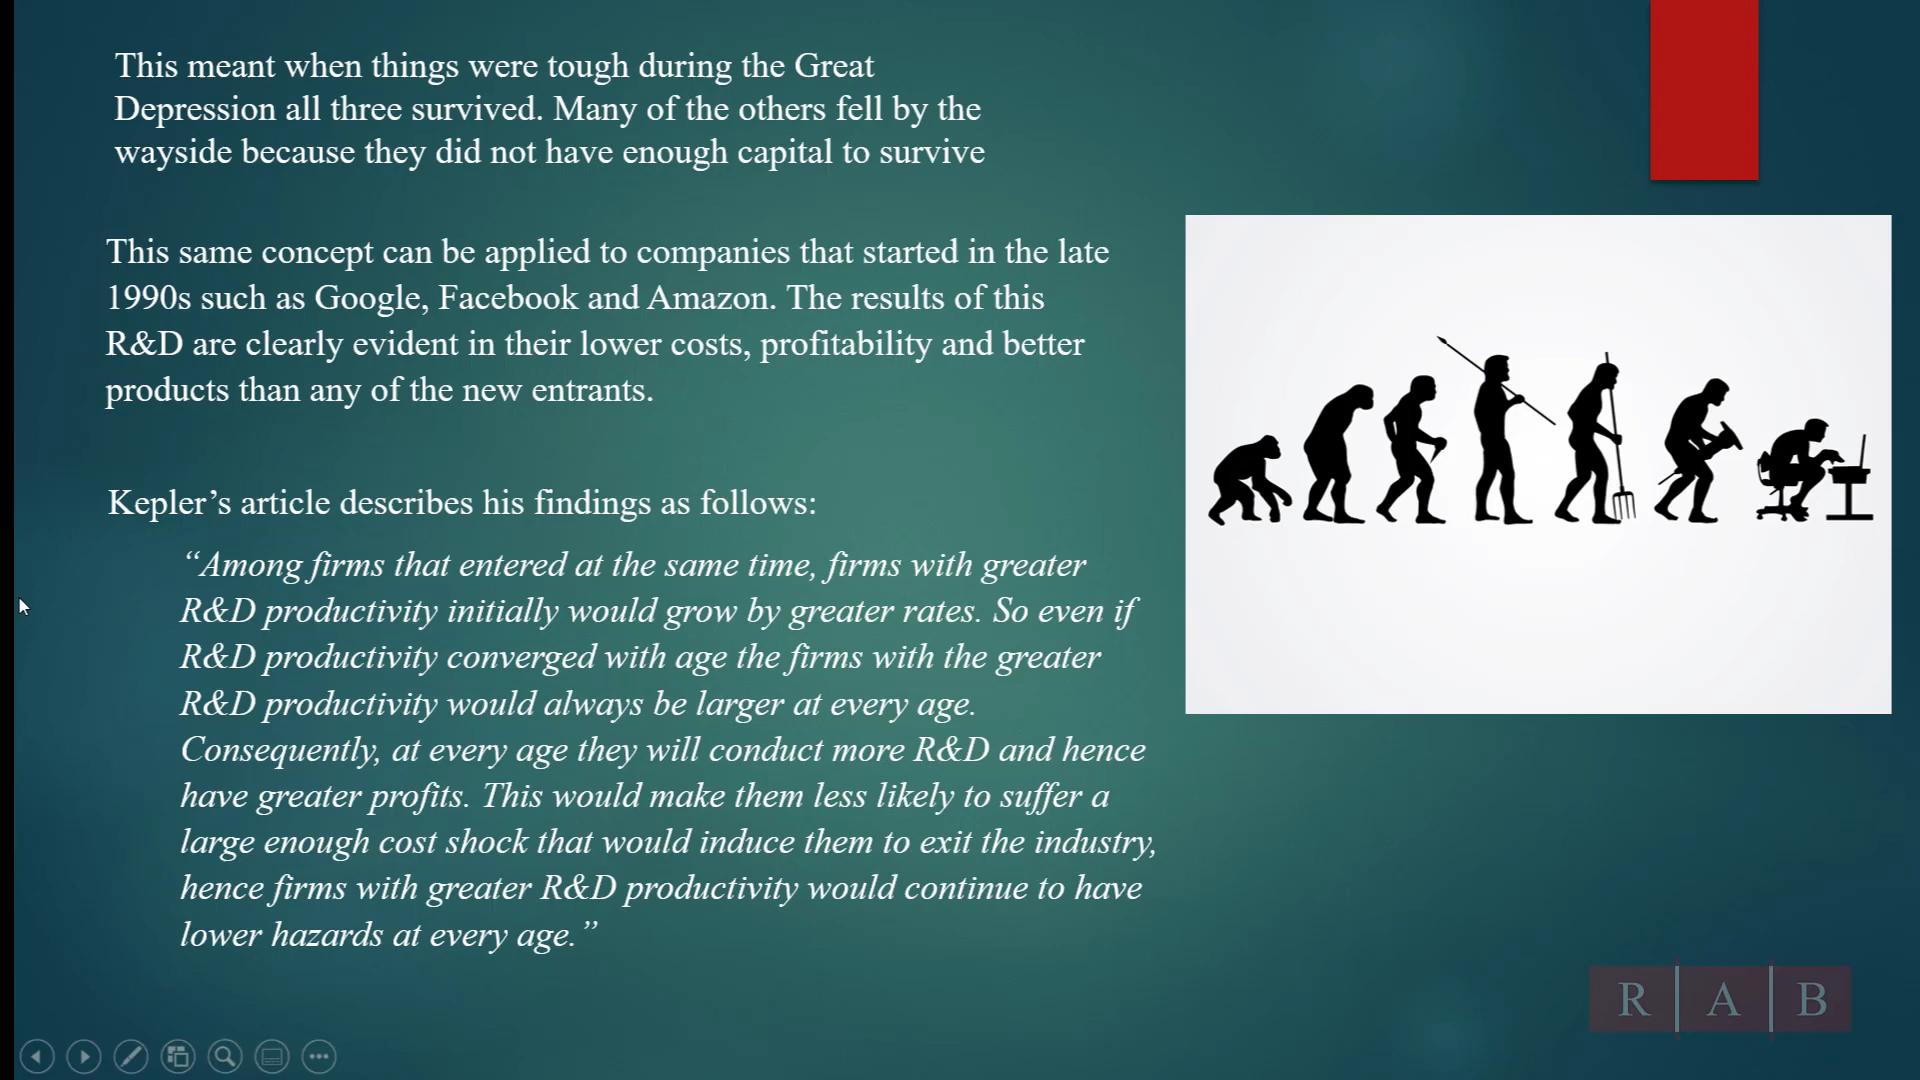 This meant when things were tough during the Great
Depression all three survived. Many of the others fell by the
wayside because they did not have enough capital to survive
This same concept can be applied to companies that started in the late
1990s such as Google, Facebook and Amazon. The results of this
R&D are clearly evident in their lower costs, profitability and better
products than any of the new entrants.
Kepler’s article describes his findings as follows:
“Among firms that entered at the same time, firms with greater
R&D productivity initially would grow by greater rates. So even if
R&D productivity converged with age the firms with the greater
R&D productivity would always be larger at every age.
Consequently, at every age they will conduct more R&D and hence
have greater profits. This would make them less likely to suffer a
large enough cost shock that would induce them to exit the industry,
hence firms with greater R&D productivity would continue to have
lower hazards at every age.”
R A B